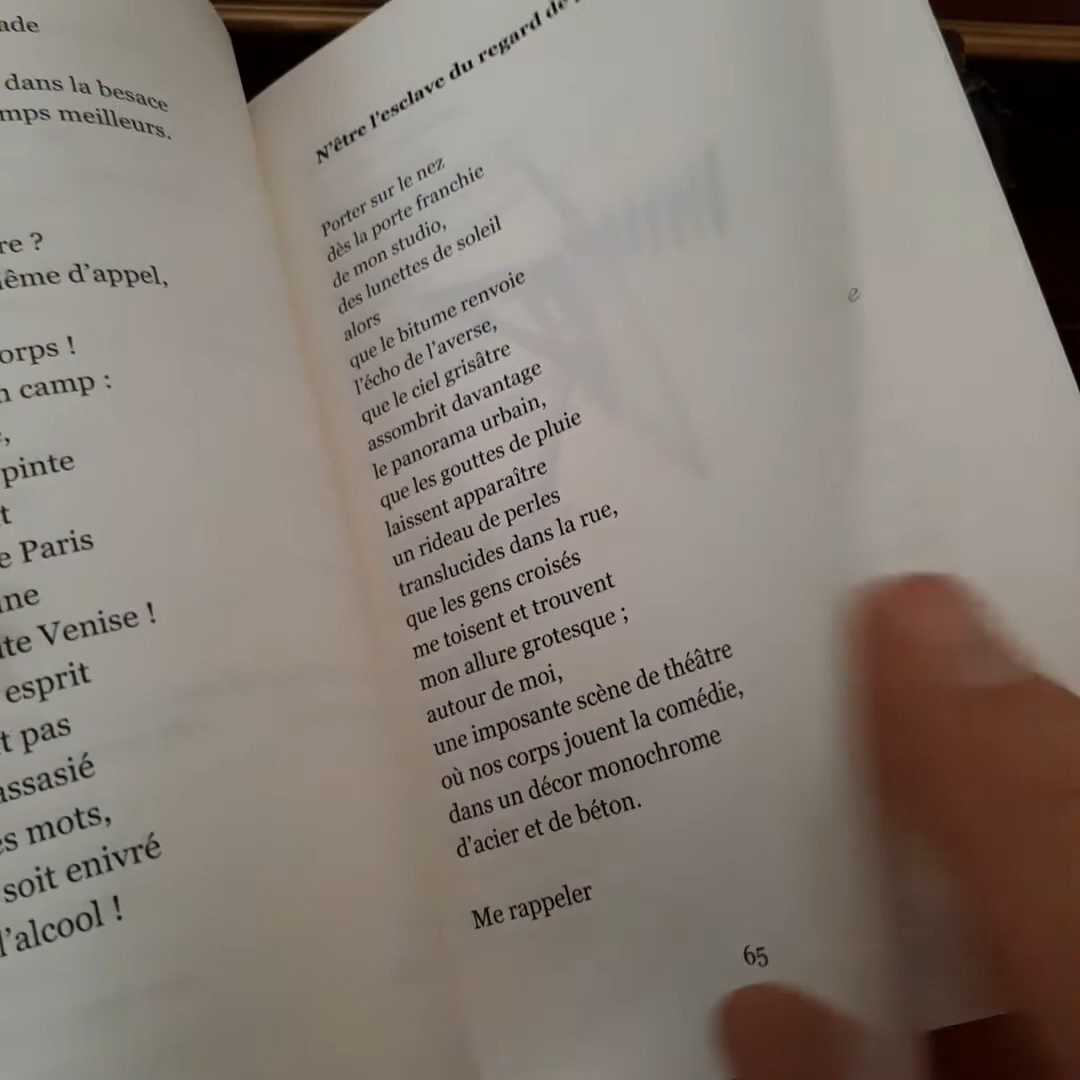 ade
dans la besace
mps meilleurs.
re ?
ême d'appel,
orps !
camp :
pinte
t
e Paris
ne
te Venise !
esprit
t pas
assasié
es mots,
soit enivré
l'alcool !
N'être l'esclave du regard de
Porter sur le nez
dès la porte franchie
de mon studio,
des lunettes de soleil
alors
que le bitume renvoie
l'écho de l'averse,
que le ciel grisâtre
assombrit davantage
le panorama urbain,
que les gouttes de pluie
laissent apparaître
un rideau de perles
translucides dans la rue,
que les gens croisés
me toisent et trouvent
mon allure grotesque ;
autour de moi,
une imposante scène de théâtre
où nos corps jouent la comédie,
dans un décor monochrome
d'acier et de béton.
Me rappeler
65
e